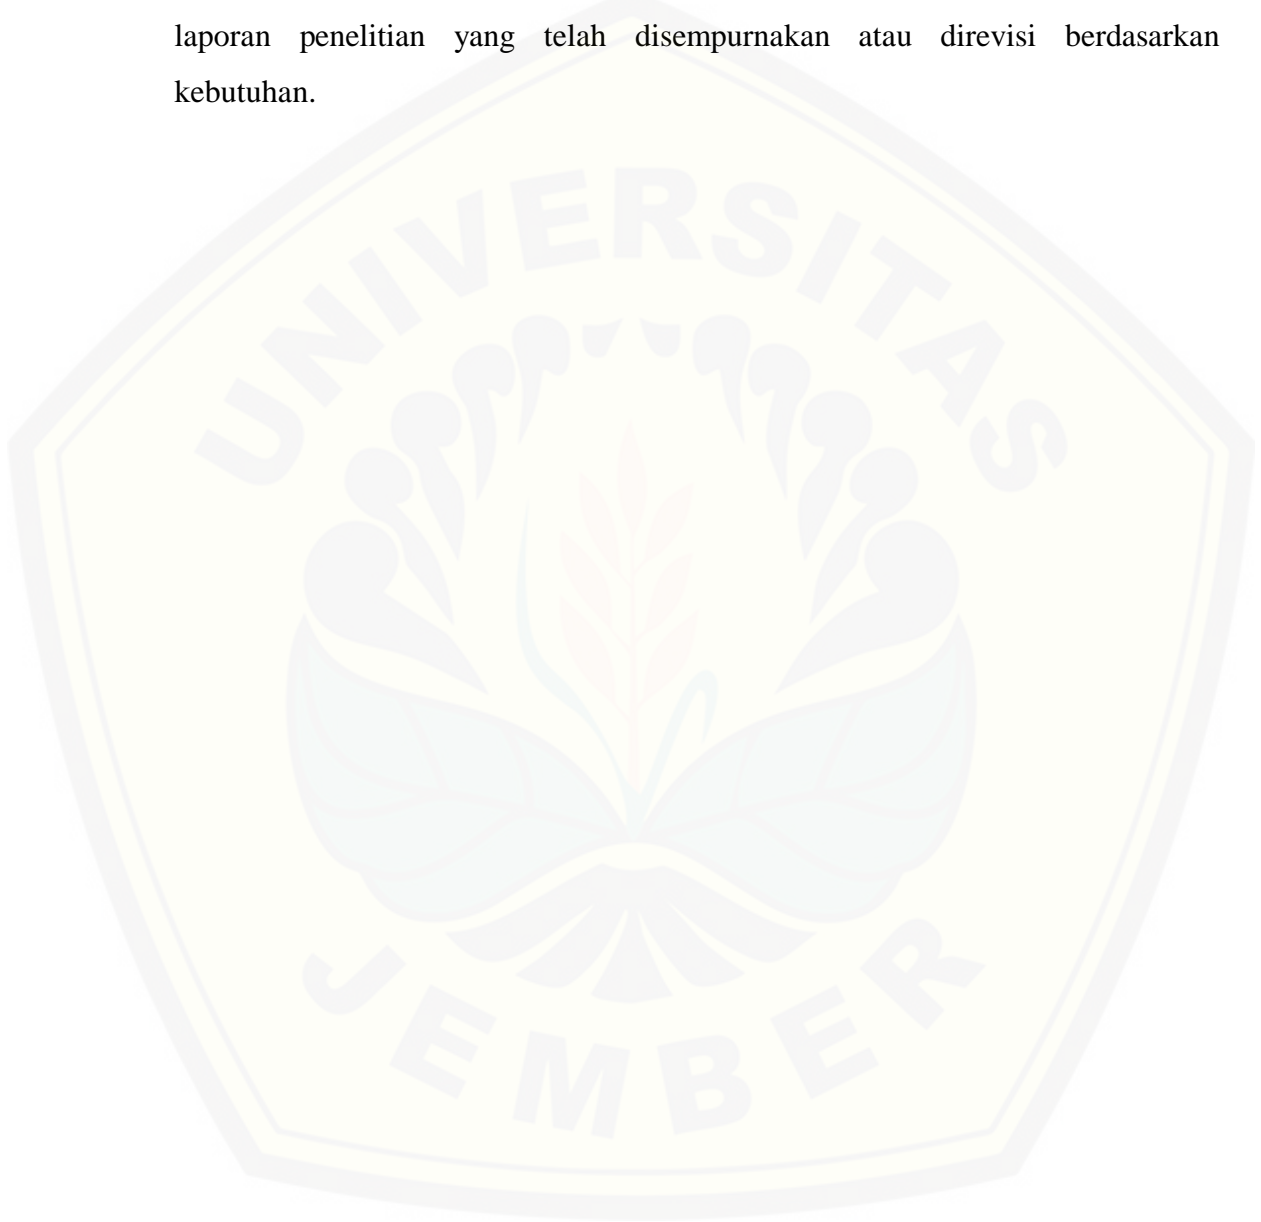 laporan penelitian yang telah disempurnakan atau direvisi berdasarkan
kebutuhan.
UNIVERSITAS
JEMBER